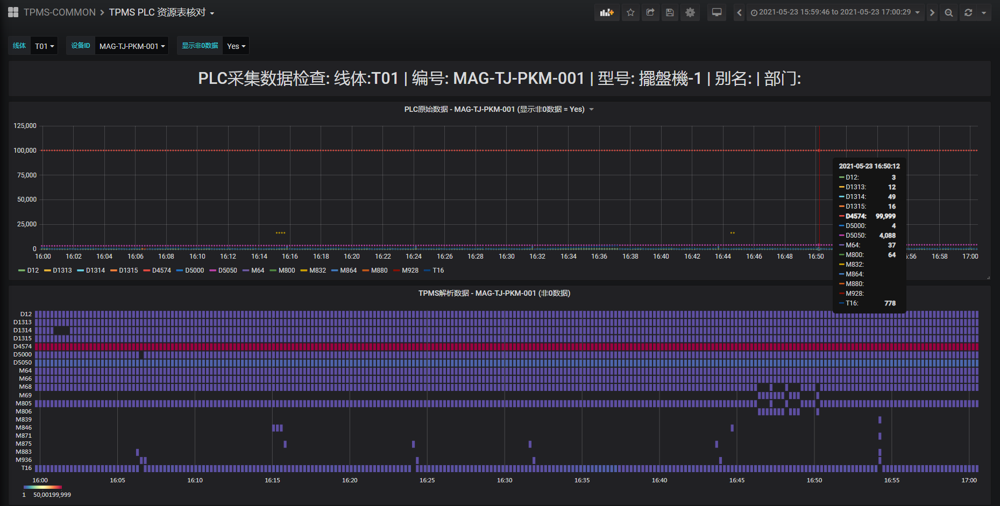 TPMS-COMMON > TPMS PLC 资源表核对
2021-05-23 15:59:46 to 2021-05-23 17:00:29
线体 T01 设备ID MAG-TJ-PKM-001 显示非0数据 Yes
PLC采集数据检查: 线体:T01 | 编号: MAG-TJ-PKM-001 | 型号: 擺盤機-1 | 别名: | 部门:
PLC原始数据 - MAG-TJ-PKM-001 (显示非0数据 = Yes)
125,000
100,000
75,000
50,000
25,000
0
16:00 16:02 16:04 16:06 16:08 16:10 16:12 16:14 16:16 16:18 16:20 16:22 16:24 16:26 16:28 16:30 16:32 16:34 16:36 16:38 16:40 16:42 16:44 16:46 16:48 16:50 5:56 16:58 17:00
D12 D1313 D1314 D1315 D4574 D5000 D5050 M64 M800 M832 M864 M880 M928 T16
2021-05-23 16:50:12
D12: 3
D1313: 12
D1314: 49
D1315: 16
D4574: 99,999
D5000: 4
D5050: 4,088
M64: 37
M800: 64
M832:
M864:
M880:
M928:
T16: 778
TPMS解析数据 - MAG-TJ-PKM-001 (非0数据)
D12
D1313
D1314
D1315
D4574
D5000
D5050
M64
M66
M68
M69
M805
M806
M839
M846
M871
M875
M883
M936
T16
16:00 16:05 16:10 16:15 16:20 16:25 16:30 16:35 16:40 16:45 16:50 16:55 17:00
1 50,00199,999